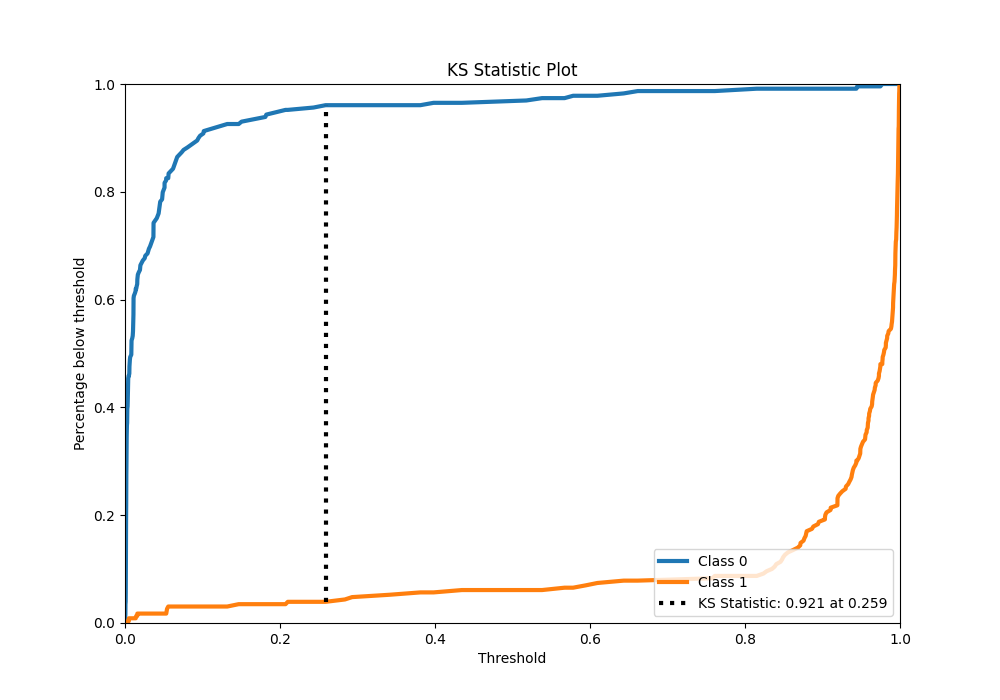 KS Statistic Plot
1.0
0.8
0.6
0.4
0.2
0.0
Percentage below threshold
0.0 0.2 0.4 0.6 0.8 1.0
Threshold
Class 0
Class 1
KS Statistic: 0.921 at 0.259